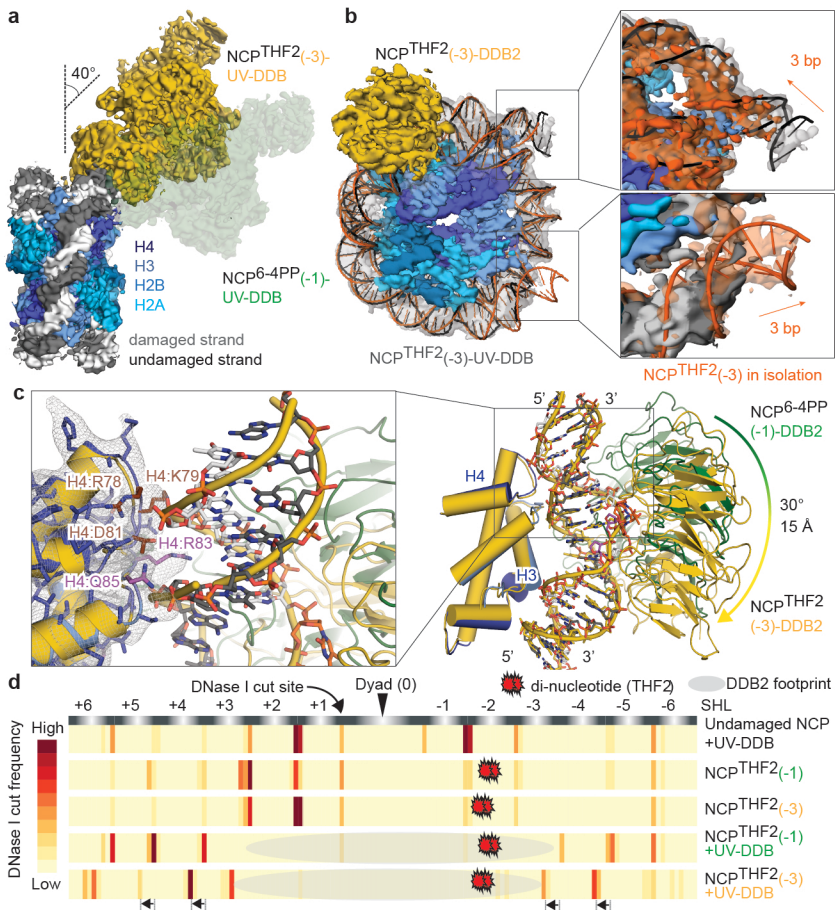 a
40°
NCP^THF2(-3)-
UV-DDB
H4
H3
H2B
H2A
NCP^6-4PP(-1)-
UV-DDB
damaged strand
undamaged strand
b
NCP^THF2(-3)-DDB2
3 bp
3 bp
NCP^THF2(-3)-UV-DDB
NCP^THF2(-3) in isolation
c
H4:R78
H4:K79
H4:D81
H4:R83
H4:Q85
5' 3'
H4
H3
5' 3'
NCP^6-4PP
(-1)-DDB2
30°
15 Å
NCP^THF2
(-3)-DDB2
d
DNase I cut site
Dyad (0)
di-nucleotide (THF2)
DDB2 footprint
+6 +5 +4 +3 +2 +1 -1 -2 -3 -4 -5 -6 SHL
High
DNase I cut frequency
Low
Undamaged NCP
+UV-DDB
NCP^THF2(-1)
NCP^THF2(-3)
NCP^THF2(-1)
+UV-DDB
NCP^THF2(-3)
+UV-DDB